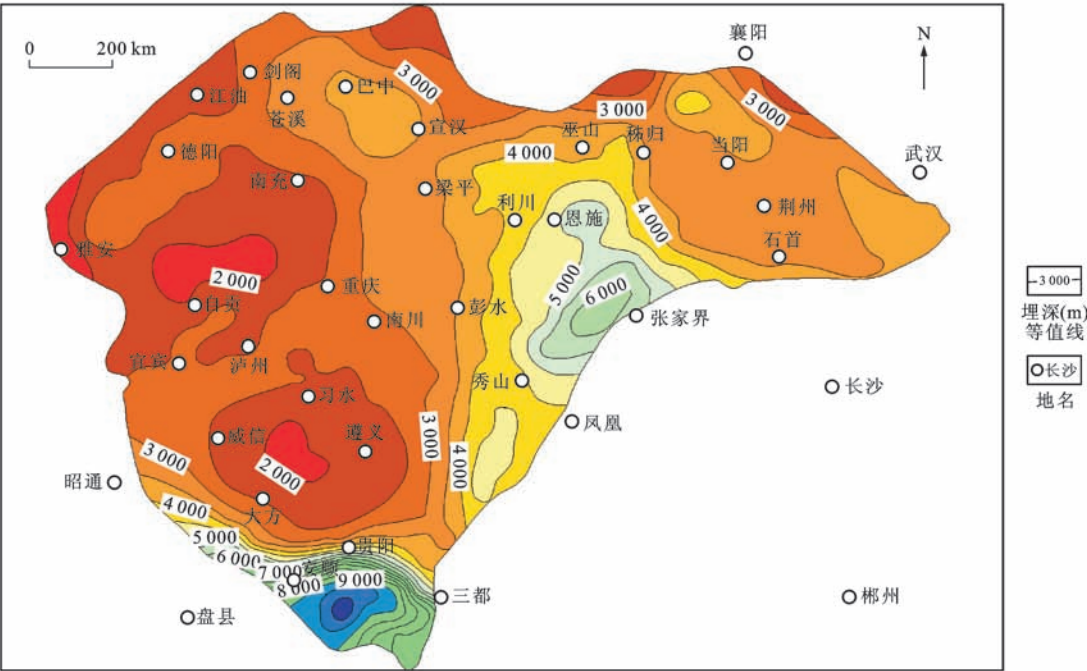 0 200 km
N
襄阳
剑阁
巴中
3 000
江油
苍溪
3 000
3 000
宣汉
巫山
秭归
当阳
德阳
4 000
武汉
南充
梁平
利川
恩施
4 000
荆州
雅安
石首
2 000
重庆
5 000
6 000
自贡
彭水
张家界
南川
宜宾
泸州
秀山
长沙
习水
凤凰
威信
遵义
3 000
4 000
3 000
2 000
昭通
大方
4 000
5 000
贵阳
6 000
7 000
安顺
8 000
9 000
三都
郴州
盘县
3 000
埋深(m)
等值线
长沙
地名